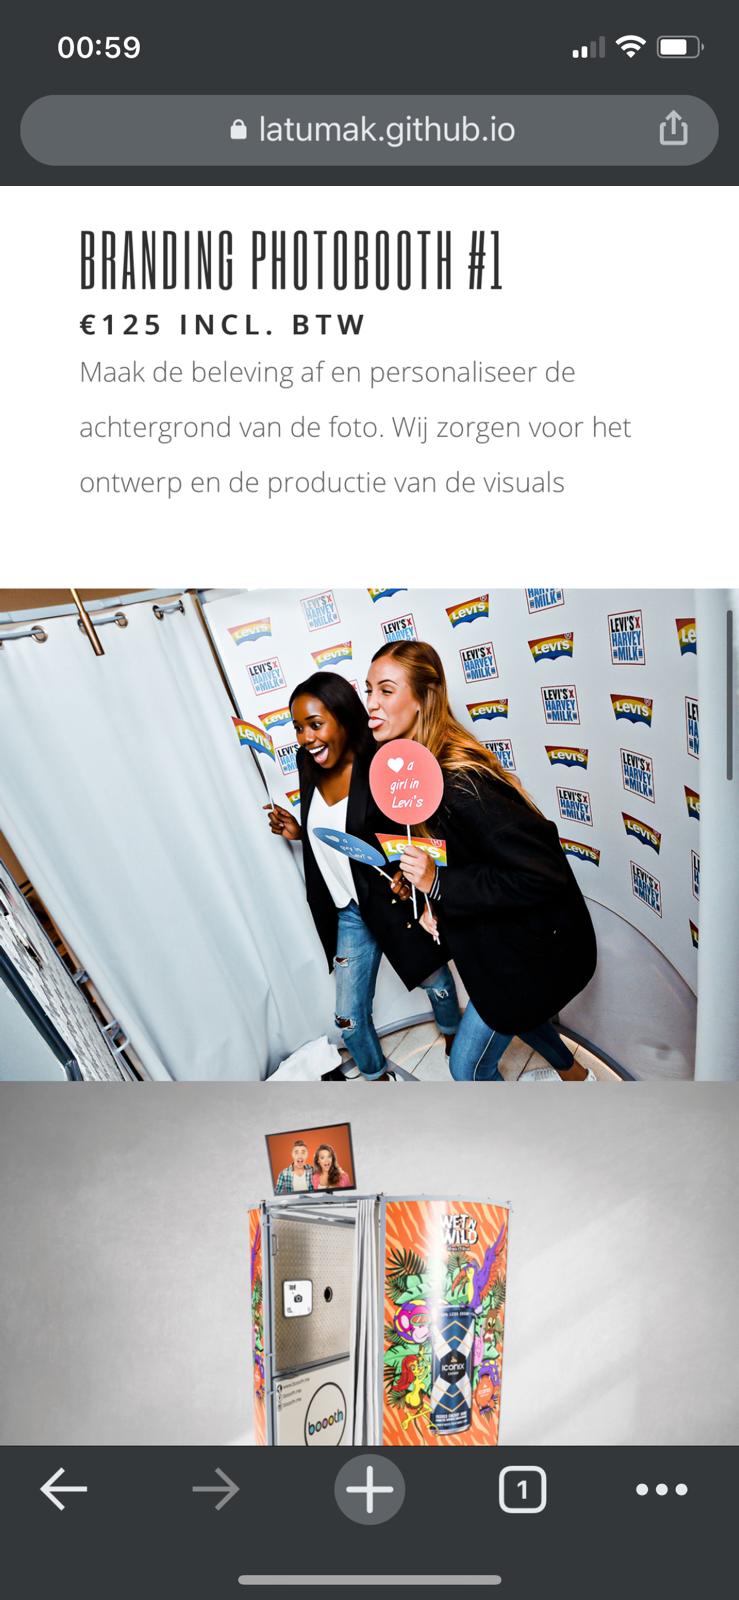 00:59
latumak.github.io
BRANDING PHOTOBOOTH #1
€125 INCL. BTW
Maak de beleving af en personaliseer de
achtergrond van de foto. Wij zorgen voor het
ontwerp en de productie van de visuals
LEVI'S X
HARVEY
MILK
Levi's
a
girl in
Levi's
WET N
WILD
ICONIX
boooth
1